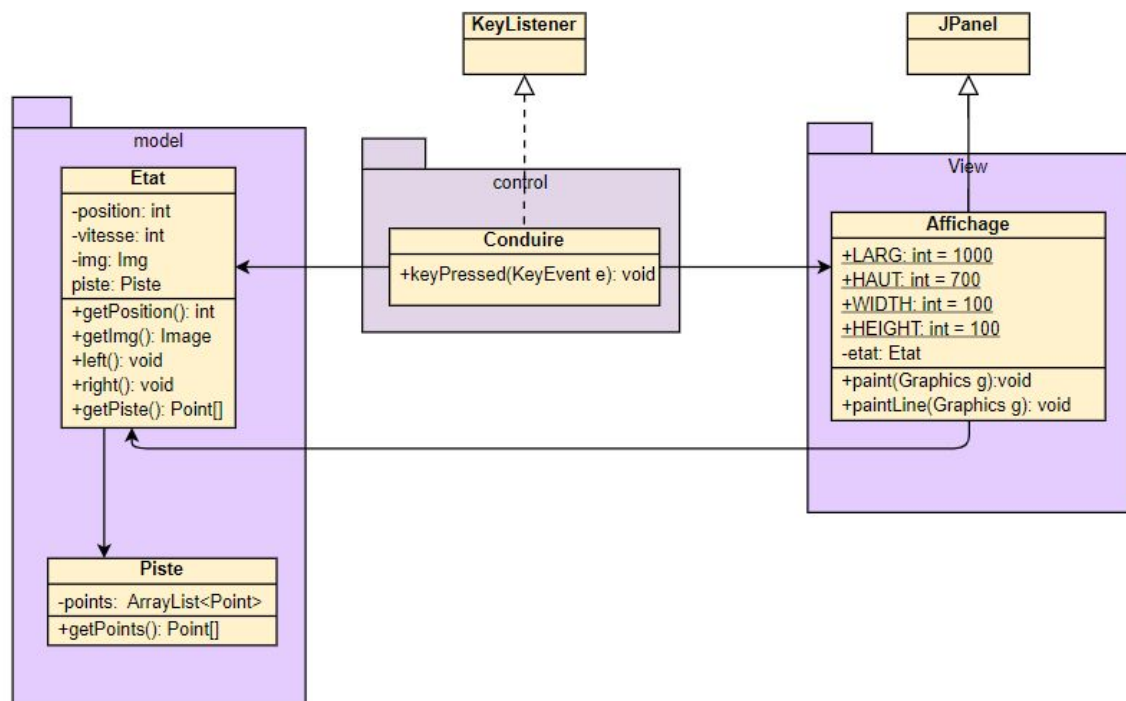 KeyListener
JPanel
model
Etat
-position: int
-vitesse: int
-img: Img
piste: Piste
+getPosition(): int
+getImg(): Image
+left(): void
+right(): void
+getPiste(): Point[]
Piste
-points: ArrayList<Point>
+getPoints(): Point[]
control
Conduire
+keyPressed(KeyEvent e): void
View
Affichage
+LARG: int = 1000
+HAUT: int = 700
+WIDTH: int = 100
+HEIGHT: int = 100
-etat: Etat
+paint(Graphics g):void
+paintLine(Graphics g): void